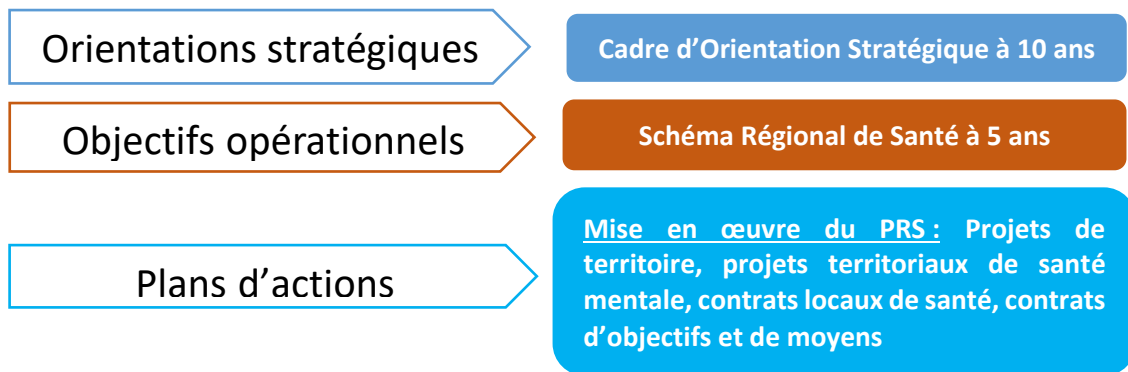 Orientations stratégiques
Cadre d’Orientation Stratégique à 10 ans
Objectifs opérationnels
Schéma Régional de Santé à 5 ans
Plans d’actions
Mise en œuvre du PRS : Projets de
territoire, projets territoriaux de santé
mentale, contrats locaux de santé, contrats
d’objectifs et de moyens